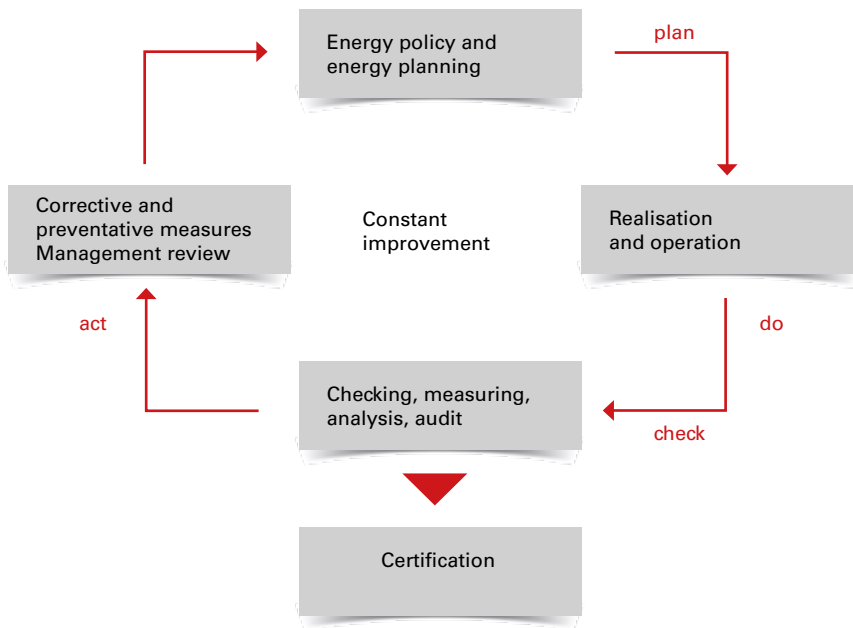 Energy policy and
energy planning
plan
Corrective and
preventative measures
Management review
Constant
improvement
Realisation
and operation
act
do
Checking, measuring,
analysis, audit
check
Certification